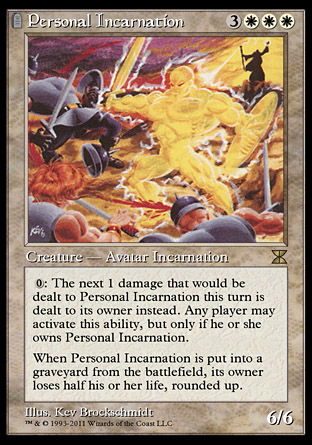 Personal Incarnation 3
Creature — Avatar Incarnation
0: The next 1 damage that would be
dealt to Personal Incarnation this turn is
dealt to its owner instead. Any player may
activate this ability, but only if he or she
owns Personal Incarnation.
When Personal Incarnation is put into a
graveyard from the battlefield, its owner
loses half his or her life, rounded up.
Illus. Kev Brockschmidt
6/6
™ & © 1993-2011 Wizards of the Coast LLC